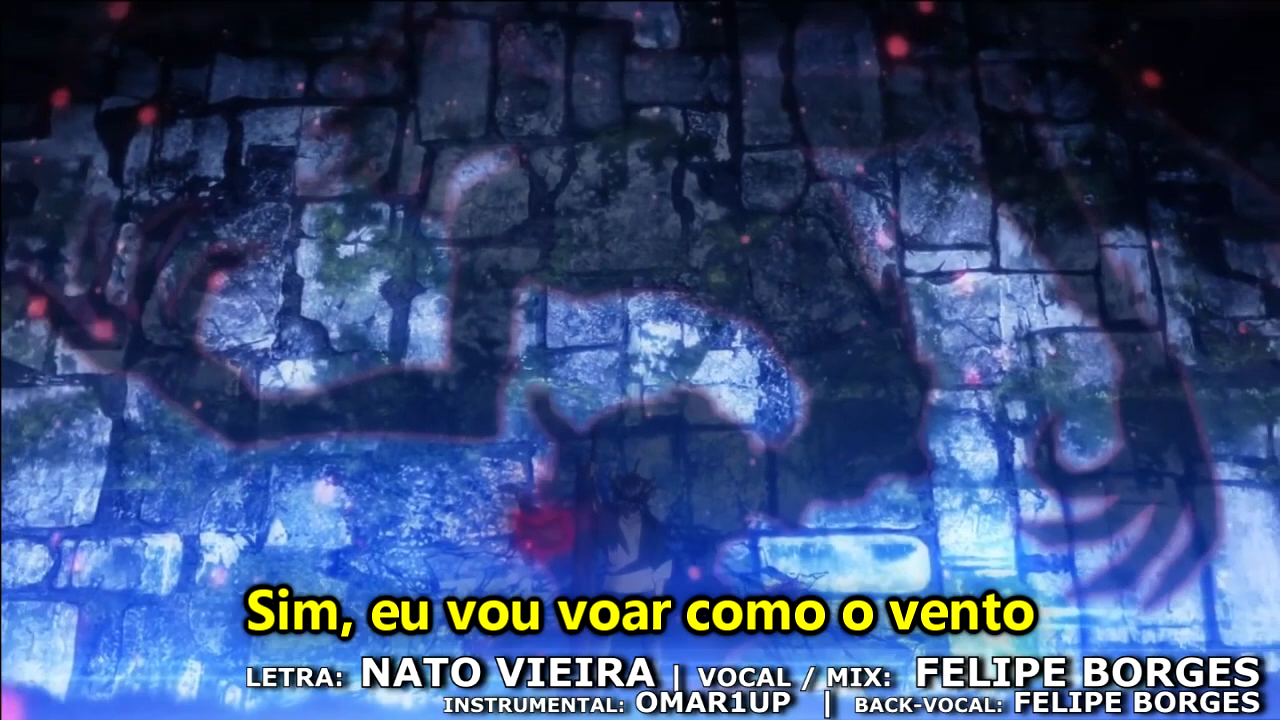 Sim, eu vou voar como o vento
LETRA: NATO VIEIRA | VOCAL / MIX: FELIPE BORGES
INSTRUMENTAL: OMAR1UP | BACK-VOCAL: FELIPE BORGES